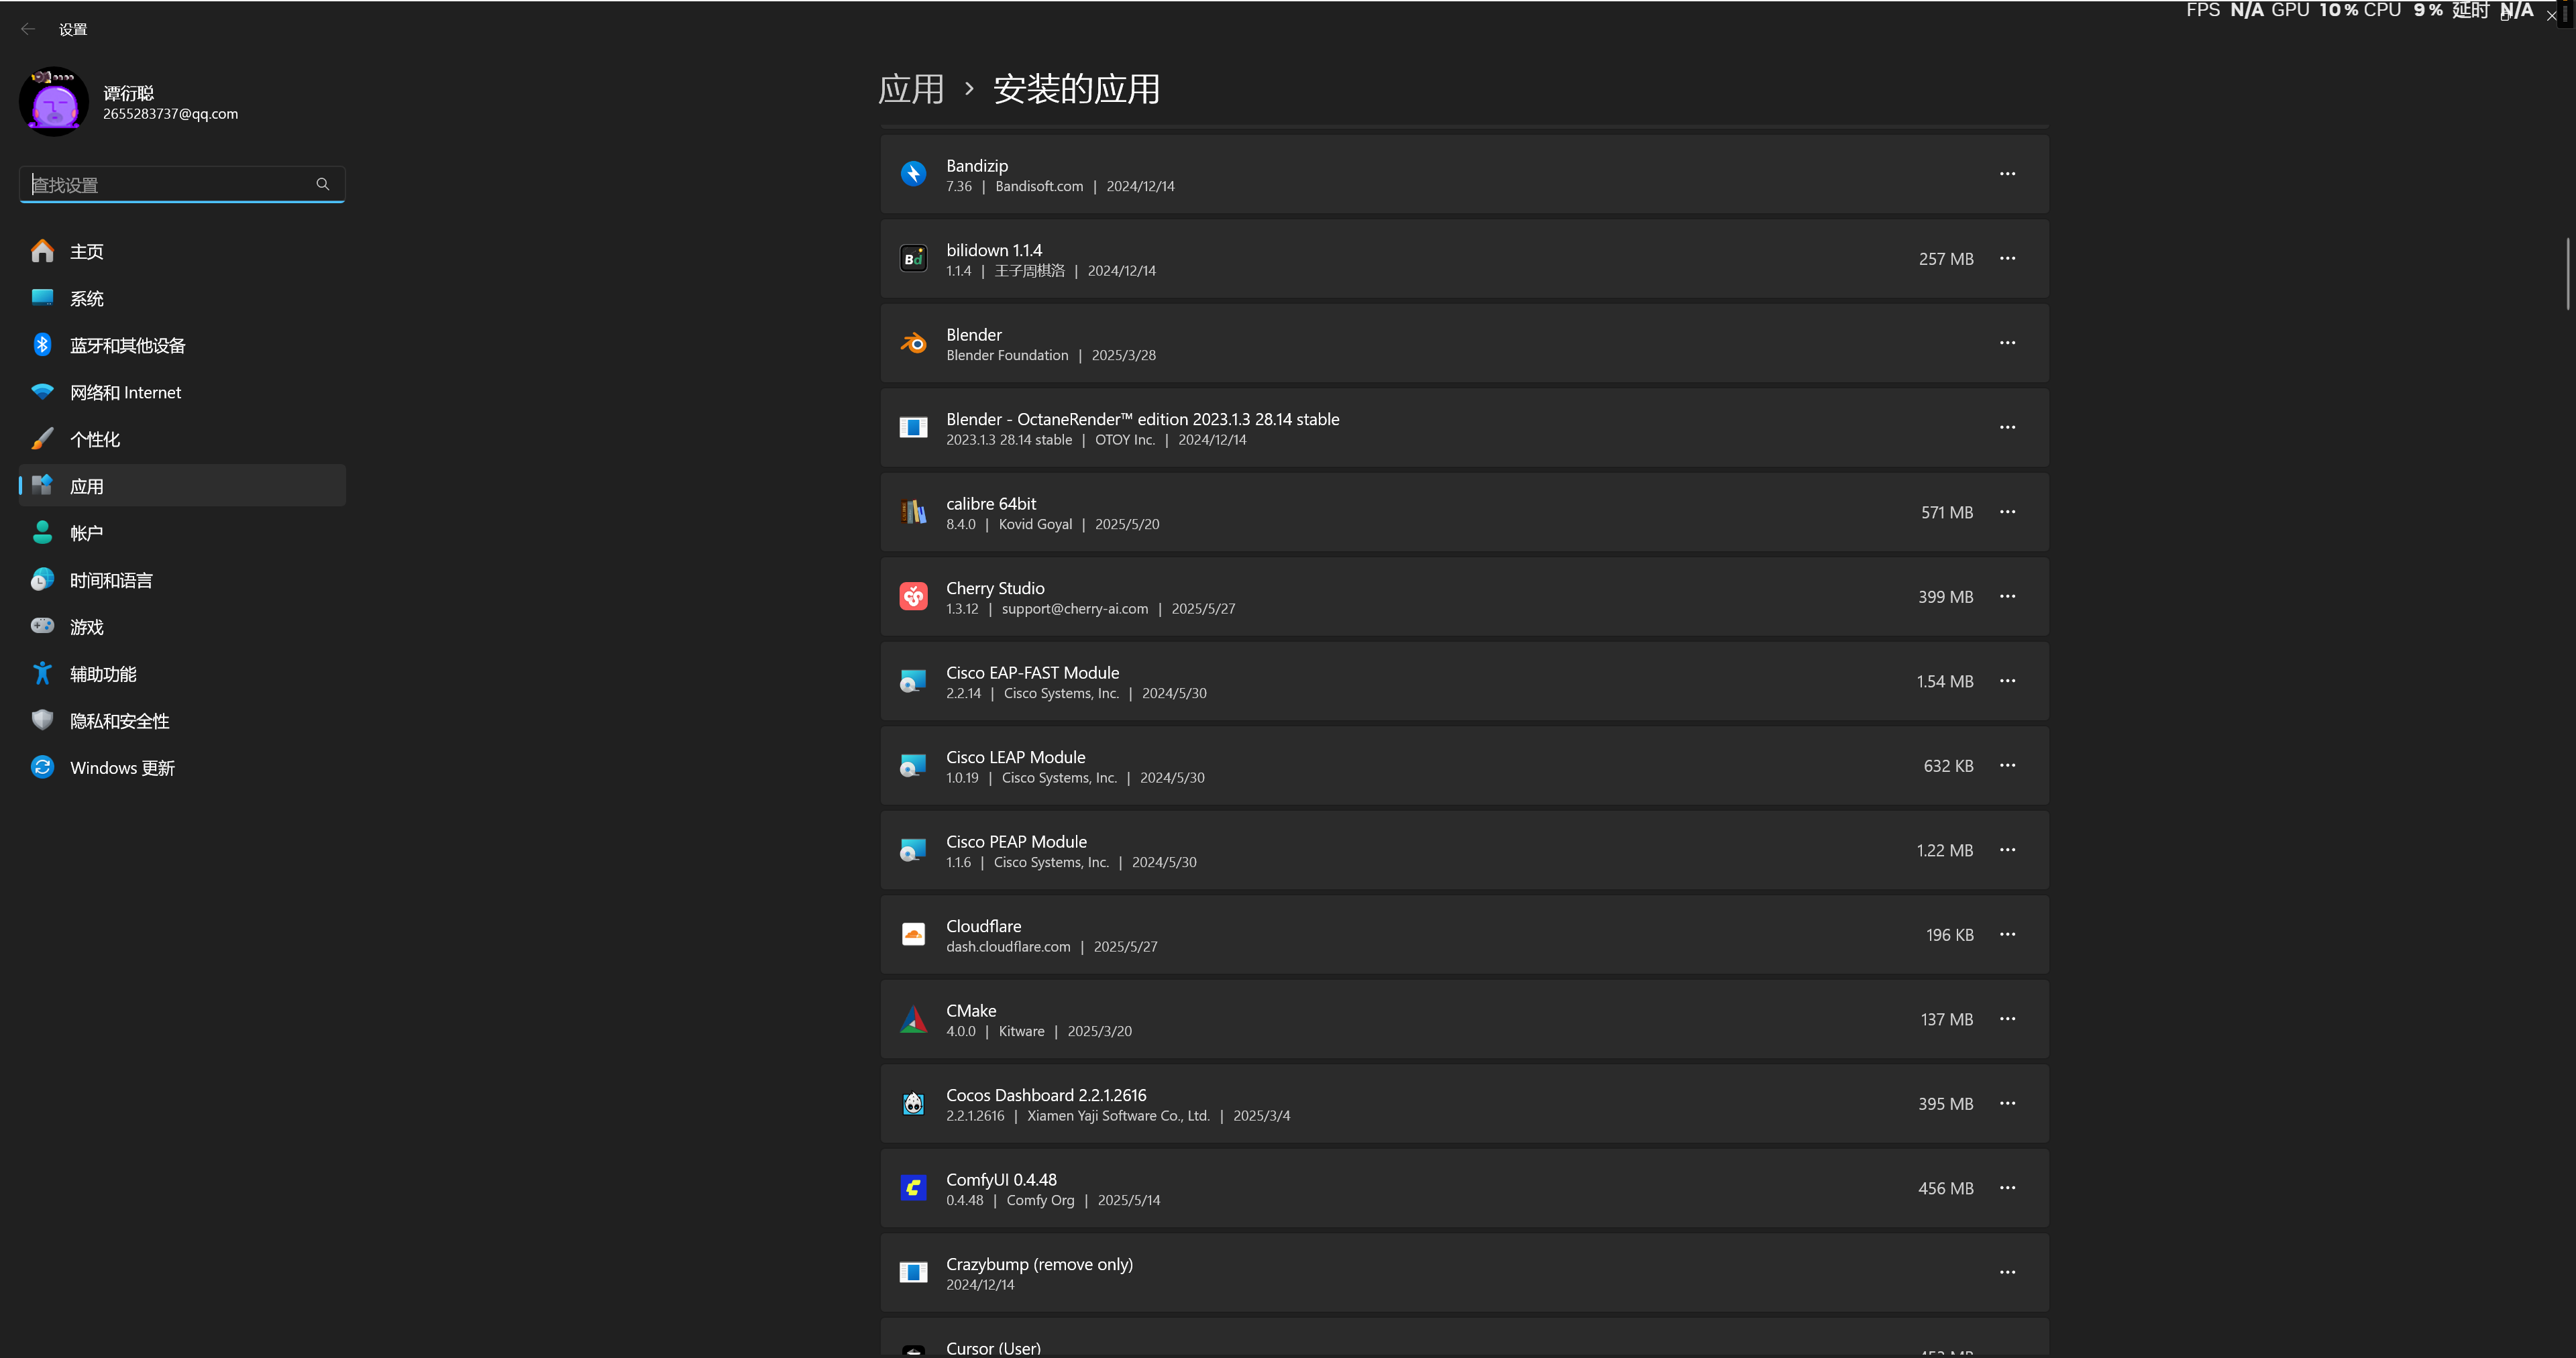 设置
FPS N/A GPU 10% CPU 9% 延时 N/A
谭衍聪
2655283737@qq.com
查找设置
主页
系统
蓝牙和其他设备
网络和 Internet
个性化
应用
帐户
时间和语言
游戏
辅助功能
隐私和安全性
Windows 更新
应用 › 安装的应用
Bandizip
7.36 | Bandisoft.com | 2024/12/14
bilidown 1.1.4
1.1.4 | 王子周棋洛 | 2024/12/14
257 MB
Blender
Blender Foundation | 2025/3/28
Blender - OctaneRender™ edition 2023.1.3 28.14 stable
2023.1.3 28.14 stable | OTOY Inc. | 2024/12/14
calibre 64bit
8.4.0 | Kovid Goyal | 2025/5/20
571 MB
Cherry Studio
1.3.12 | support@cherry-ai.com | 2025/5/27
399 MB
Cisco EAP-FAST Module
2.2.14 | Cisco Systems, Inc. | 2024/5/30
1.54 MB
Cisco LEAP Module
1.0.19 | Cisco Systems, Inc. | 2024/5/30
632 KB
Cisco PEAP Module
1.1.6 | Cisco Systems, Inc. | 2024/5/30
1.22 MB
Cloudflare
dash.cloudflare.com | 2025/5/27
196 KB
CMake
4.0.0 | Kitware | 2025/3/20
137 MB
Cocos Dashboard 2.2.1.2616
2.2.1.2616 | Xiamen Yaji Software Co., Ltd. | 2025/3/4
395 MB
ComfyUI 0.4.48
0.4.48 | Comfy Org | 2025/5/14
456 MB
Crazybump (remove only)
2024/12/14
Cursor (User)